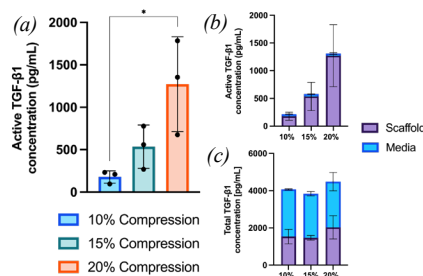 (a)
*
Active TGF-β1
concentration (pg/mL)
2000
1500
1000
500
0
10% Compression
15% Compression
20% Compression
(b)
Active TGF-β1
concentration (pg/mL)
2000
1500
1000
500
0
10% 15% 20%
Scaffold
Media
(c)
Total TGF-β1
concentration [pg/mL]
6000
4000
2000
0
10% 15% 20%